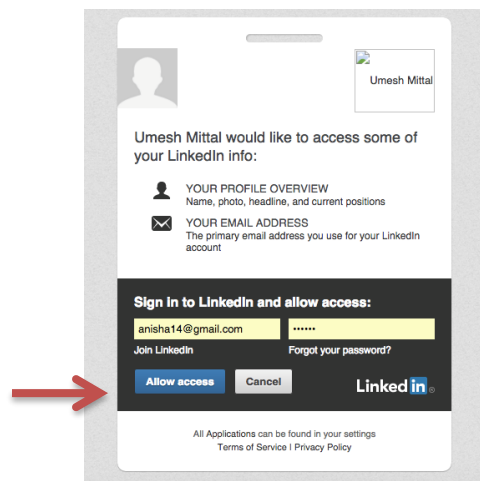 Umesh Mittal
Umesh Mittal would like to access some of
your LinkedIn info:
YOUR PROFILE OVERVIEW
Name, photo, headline, and current positions
YOUR EMAIL ADDRESS
The primary email address you use for your LinkedIn
account
Sign in to LinkedIn and allow access:
anisha14@gmail.com ······
Join LinkedIn Forgot your password?
Allow access Cancel Linked in ®
All Applications can be found in your settings
Terms of Service | Privacy Policy